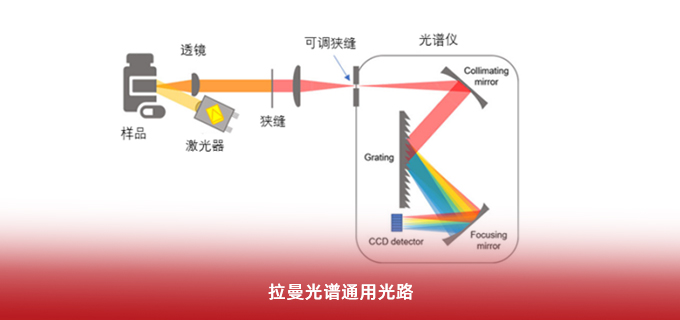 透镜
可调狭缝
光谱仪
Collimating
mirror
样品
激光器
狭缝
Grating
CCD detector
Focusing
mirror
拉曼光谱通用光路